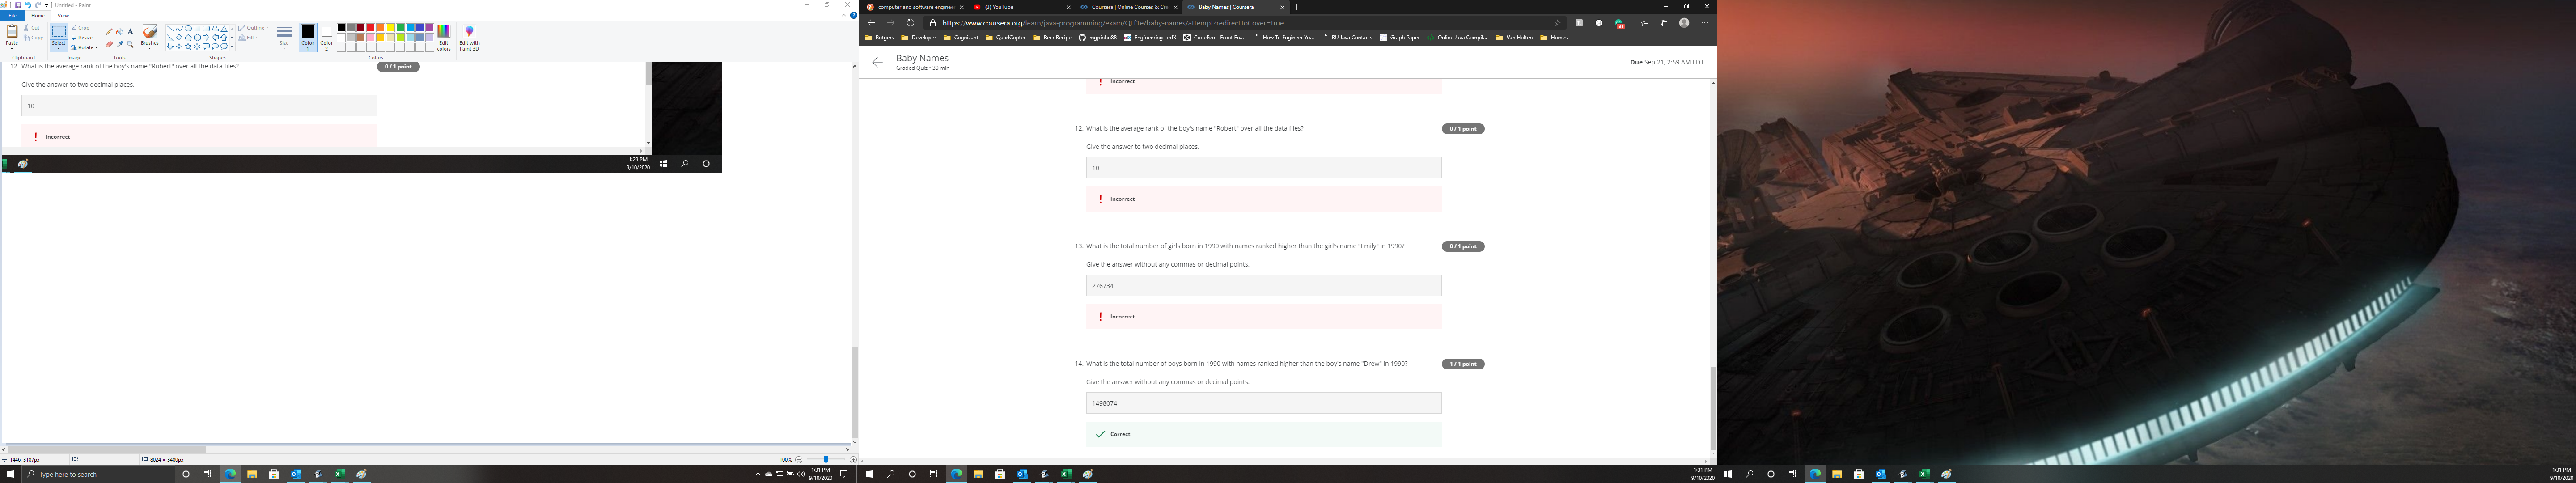 Untitled - Paint
File Home View
Paste
Cut
Copy
Clipboard
Select
Crop
Resize
Rotate
Image
Tools
Brushes
Outline
Fill
Shapes
Size
Color 1
Color 2
Edit colors
Colors
Edit with Paint 3D
12. What is the average rank of the boy's name "Robert" over all the data files?
0 / 1 point
Give the answer to two decimal places.
10
Incorrect
1:29 PM
9/10/2020
1446, 3187px
8024 × 3480px
100%
Type here to search
1:31 PM
9/10/2020
computer and software enginee
(3) YouTube
Coursera | Online Courses & Cre
Baby Names | Coursera
https://www.coursera.org/learn/java-programming/exam/QLf1e/baby-names/attempt?redirectToCover=true
Rutgers
Developer
Cognizant
QuadCopter
Beer Recipe
mgpinho88
Engineering | edX
CodePen - Front En...
How To Engineer Yo...
RU Java Contacts
Graph Paper
Online Java Compil...
Van Holten
Homes
Baby Names
Graded Quiz • 30 min
Due Sep 21, 2:59 AM EDT
Incorrect
12. What is the average rank of the boy's name "Robert" over all the data files?
0 / 1 point
Give the answer to two decimal places.
10
Incorrect
13. What is the total number of girls born in 1990 with names ranked higher than the girl's name "Emily" in 1990?
0 / 1 point
Give the answer without any commas or decimal points.
276734
Incorrect
14. What is the total number of boys born in 1990 with names ranked higher than the boy's name "Drew" in 1990?
1 / 1 point
Give the answer without any commas or decimal points.
1498074
Correct
1:31 PM
9/10/2020
1:31 PM
9/10/2020